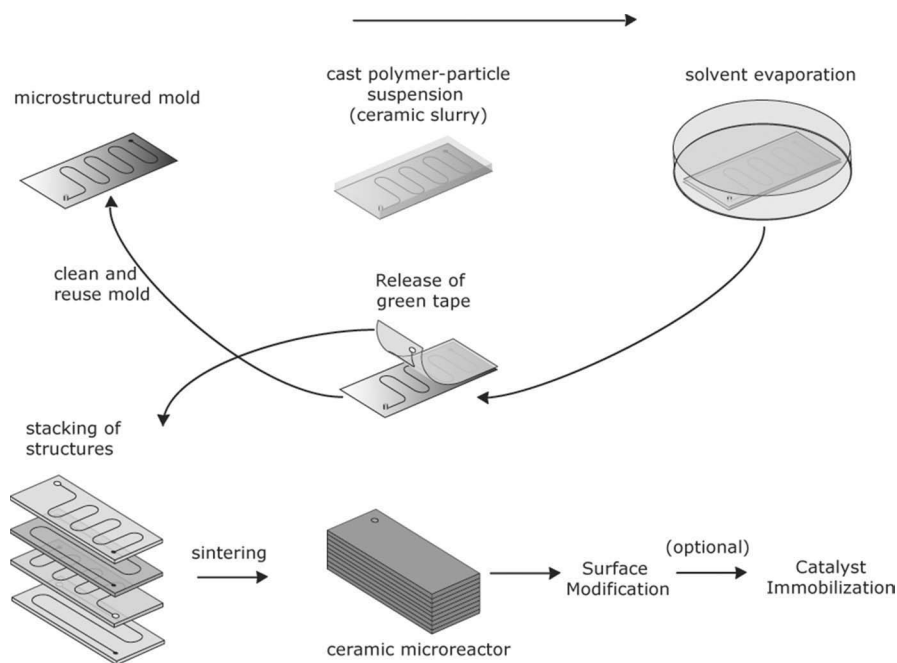 microstructured mold
cast polymer-particle
suspension
(ceramic slurry)
solvent evaporation
clean and
reuse mold
Release of
green tape
stacking of
structures
sintering
ceramic microreactor
Surface
Modification
(optional)
Catalyst
Immobilization